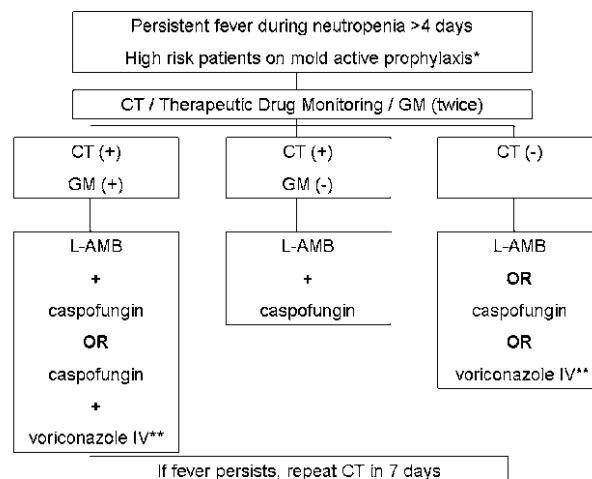 Persistent fever during neutropenia >4 days
High risk patients on mold active prophylaxis*
CT / Therapeutic Drug Monitoring / GM (twice)
CT (+)
GM (+)
CT (+)
GM (-)
CT (-)
L-AMB
+
caspofungin
OR
caspofungin
+
voriconazole IV**
L-AMB
+
caspofungin
L-AMB
OR
caspofungin
OR
voriconazole IV**
If fever persists, repeat CT in 7 days